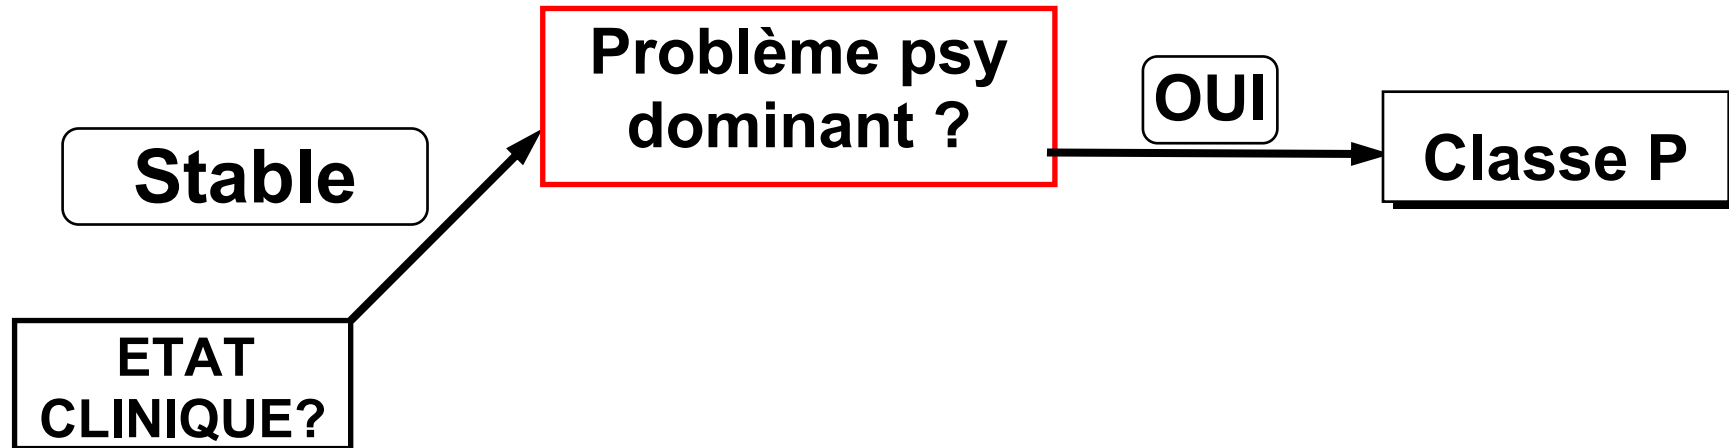 Problème psy
dominant ?
OUI
Classe P
Stable
ETAT
CLINIQUE?